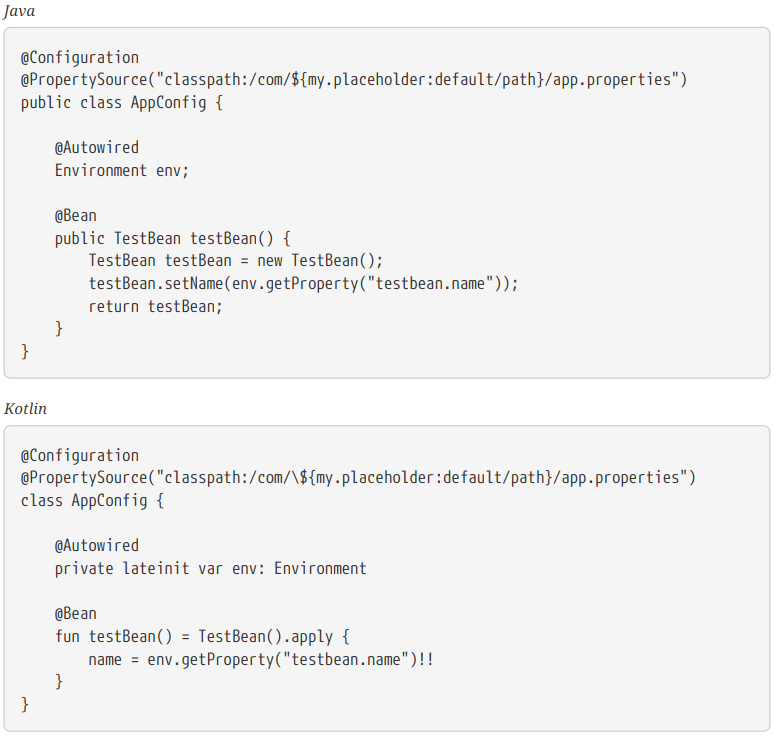 Java
@Configuration
@PropertySource("classpath:/com/${my.placeholder:default/path}/app.properties")
public class AppConfig {
    @Autowired
    Environment env;
    @Bean
    public TestBean testBean() {
        TestBean testBean = new TestBean();
        testBean.setName(env.getProperty("testbean.name"));
        return testBean;
    }
}
Kotlin
@Configuration
@PropertySource("classpath:/com/\${my.placeholder:default/path}/app.properties")
class AppConfig {
    @Autowired
    private lateinit var env: Environment
    @Bean
    fun testBean() = TestBean().apply {
        name = env.getProperty("testbean.name")!!
    }
}